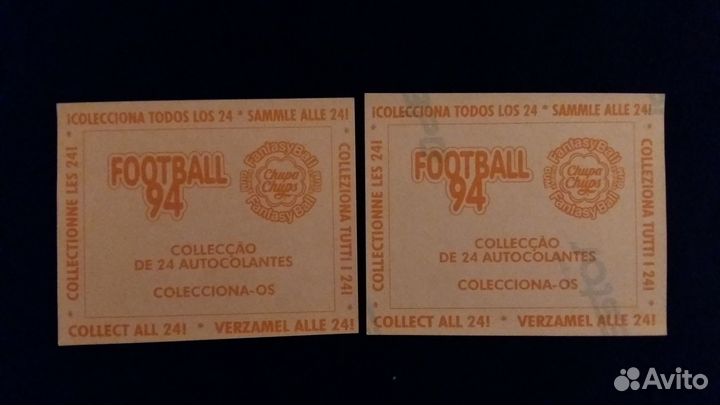 ¡COLECCIONA TODOS LOS 24 * SAMMLE ALLE 24!
COLLECTIONNE LES 24!
FOOTBALL
94
FantasyBall
Chupa
Chups
FantasyBall
COLLECÇÃO
DE 24 AUTOCOLANTES
COLECCIONA-OS
COLLEZIONA TUTTI I 24!
COLLECT ALL 24! * VERZAMEL ALLE 24!
¡COLECCIONA TODOS LOS 24 * SAMMLE ALLE 24!
COLLECTIONNE LES 24!
FOOTBALL
94
FantasyBall
Chupa
Chups
FantasyBall
COLLECÇÃO
DE 24 AUTOCOLANTES
COLECCIONA-OS
COLLEZIONA TUTTI I 24!
COLLECT ALL 24! * VERZAMEL ALLE 24!
Avito